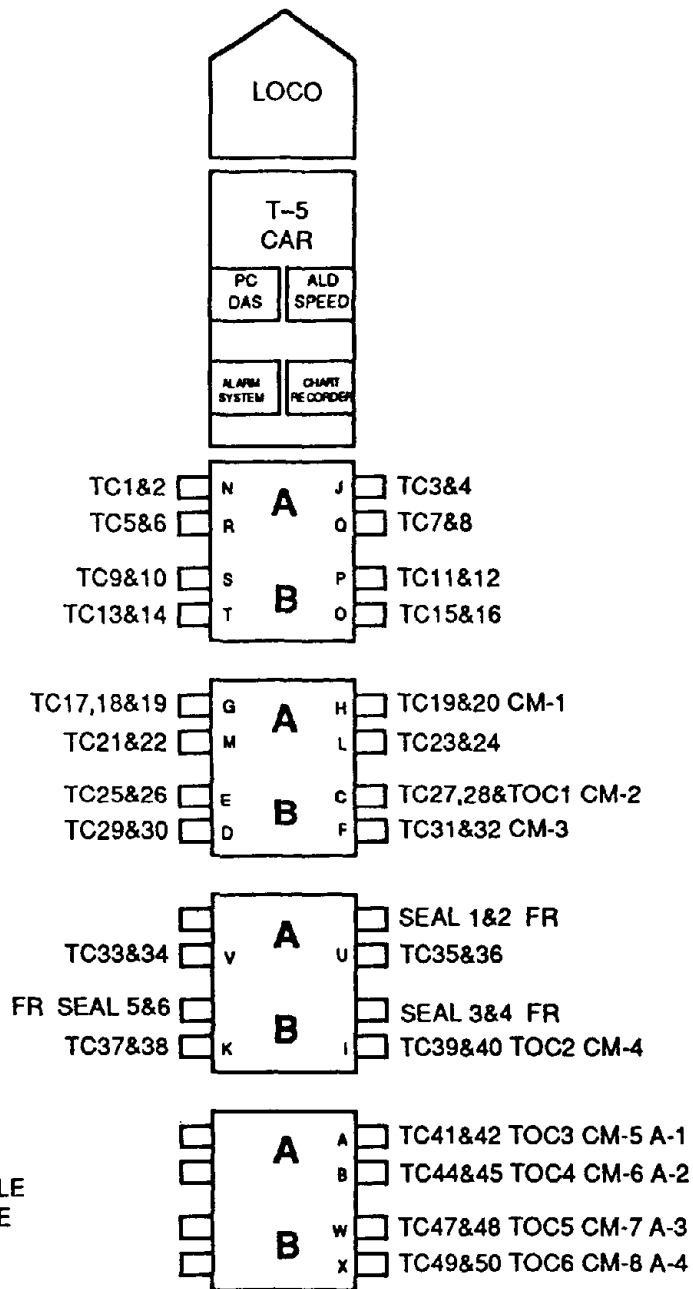 LOCO
T-5
CAR
PC DAS
ALD SPEED
ALARM SYSTEM
CHART RECORDER
TC1&2 N A J TC3&4
TC5&6 R Q TC7&8
TC9&10 S B P TC11&12
TC13&14 T O TC15&16
TC17,18&19 G A H TC19&20 CM-1
TC21&22 M L TC23&24
TC25&26 E B C TC27,28&TOC1 CM-2
TC29&30 D F TC31&32 CM-3
A SEAL 1&2 FR
TC33&34 V U TC35&36
FR SEAL 5&6 B SEAL 3&4 FR
TC37&38 K I TC39&40 TOC2 CM-4
A A TC41&42 TOC3 CM-5 A-1
B TC44&45 TOC4 CM-6 A-2
B W TC47&48 TOC5 CM-7 A-3
X TC49&50 TOC6 CM-8 A-4